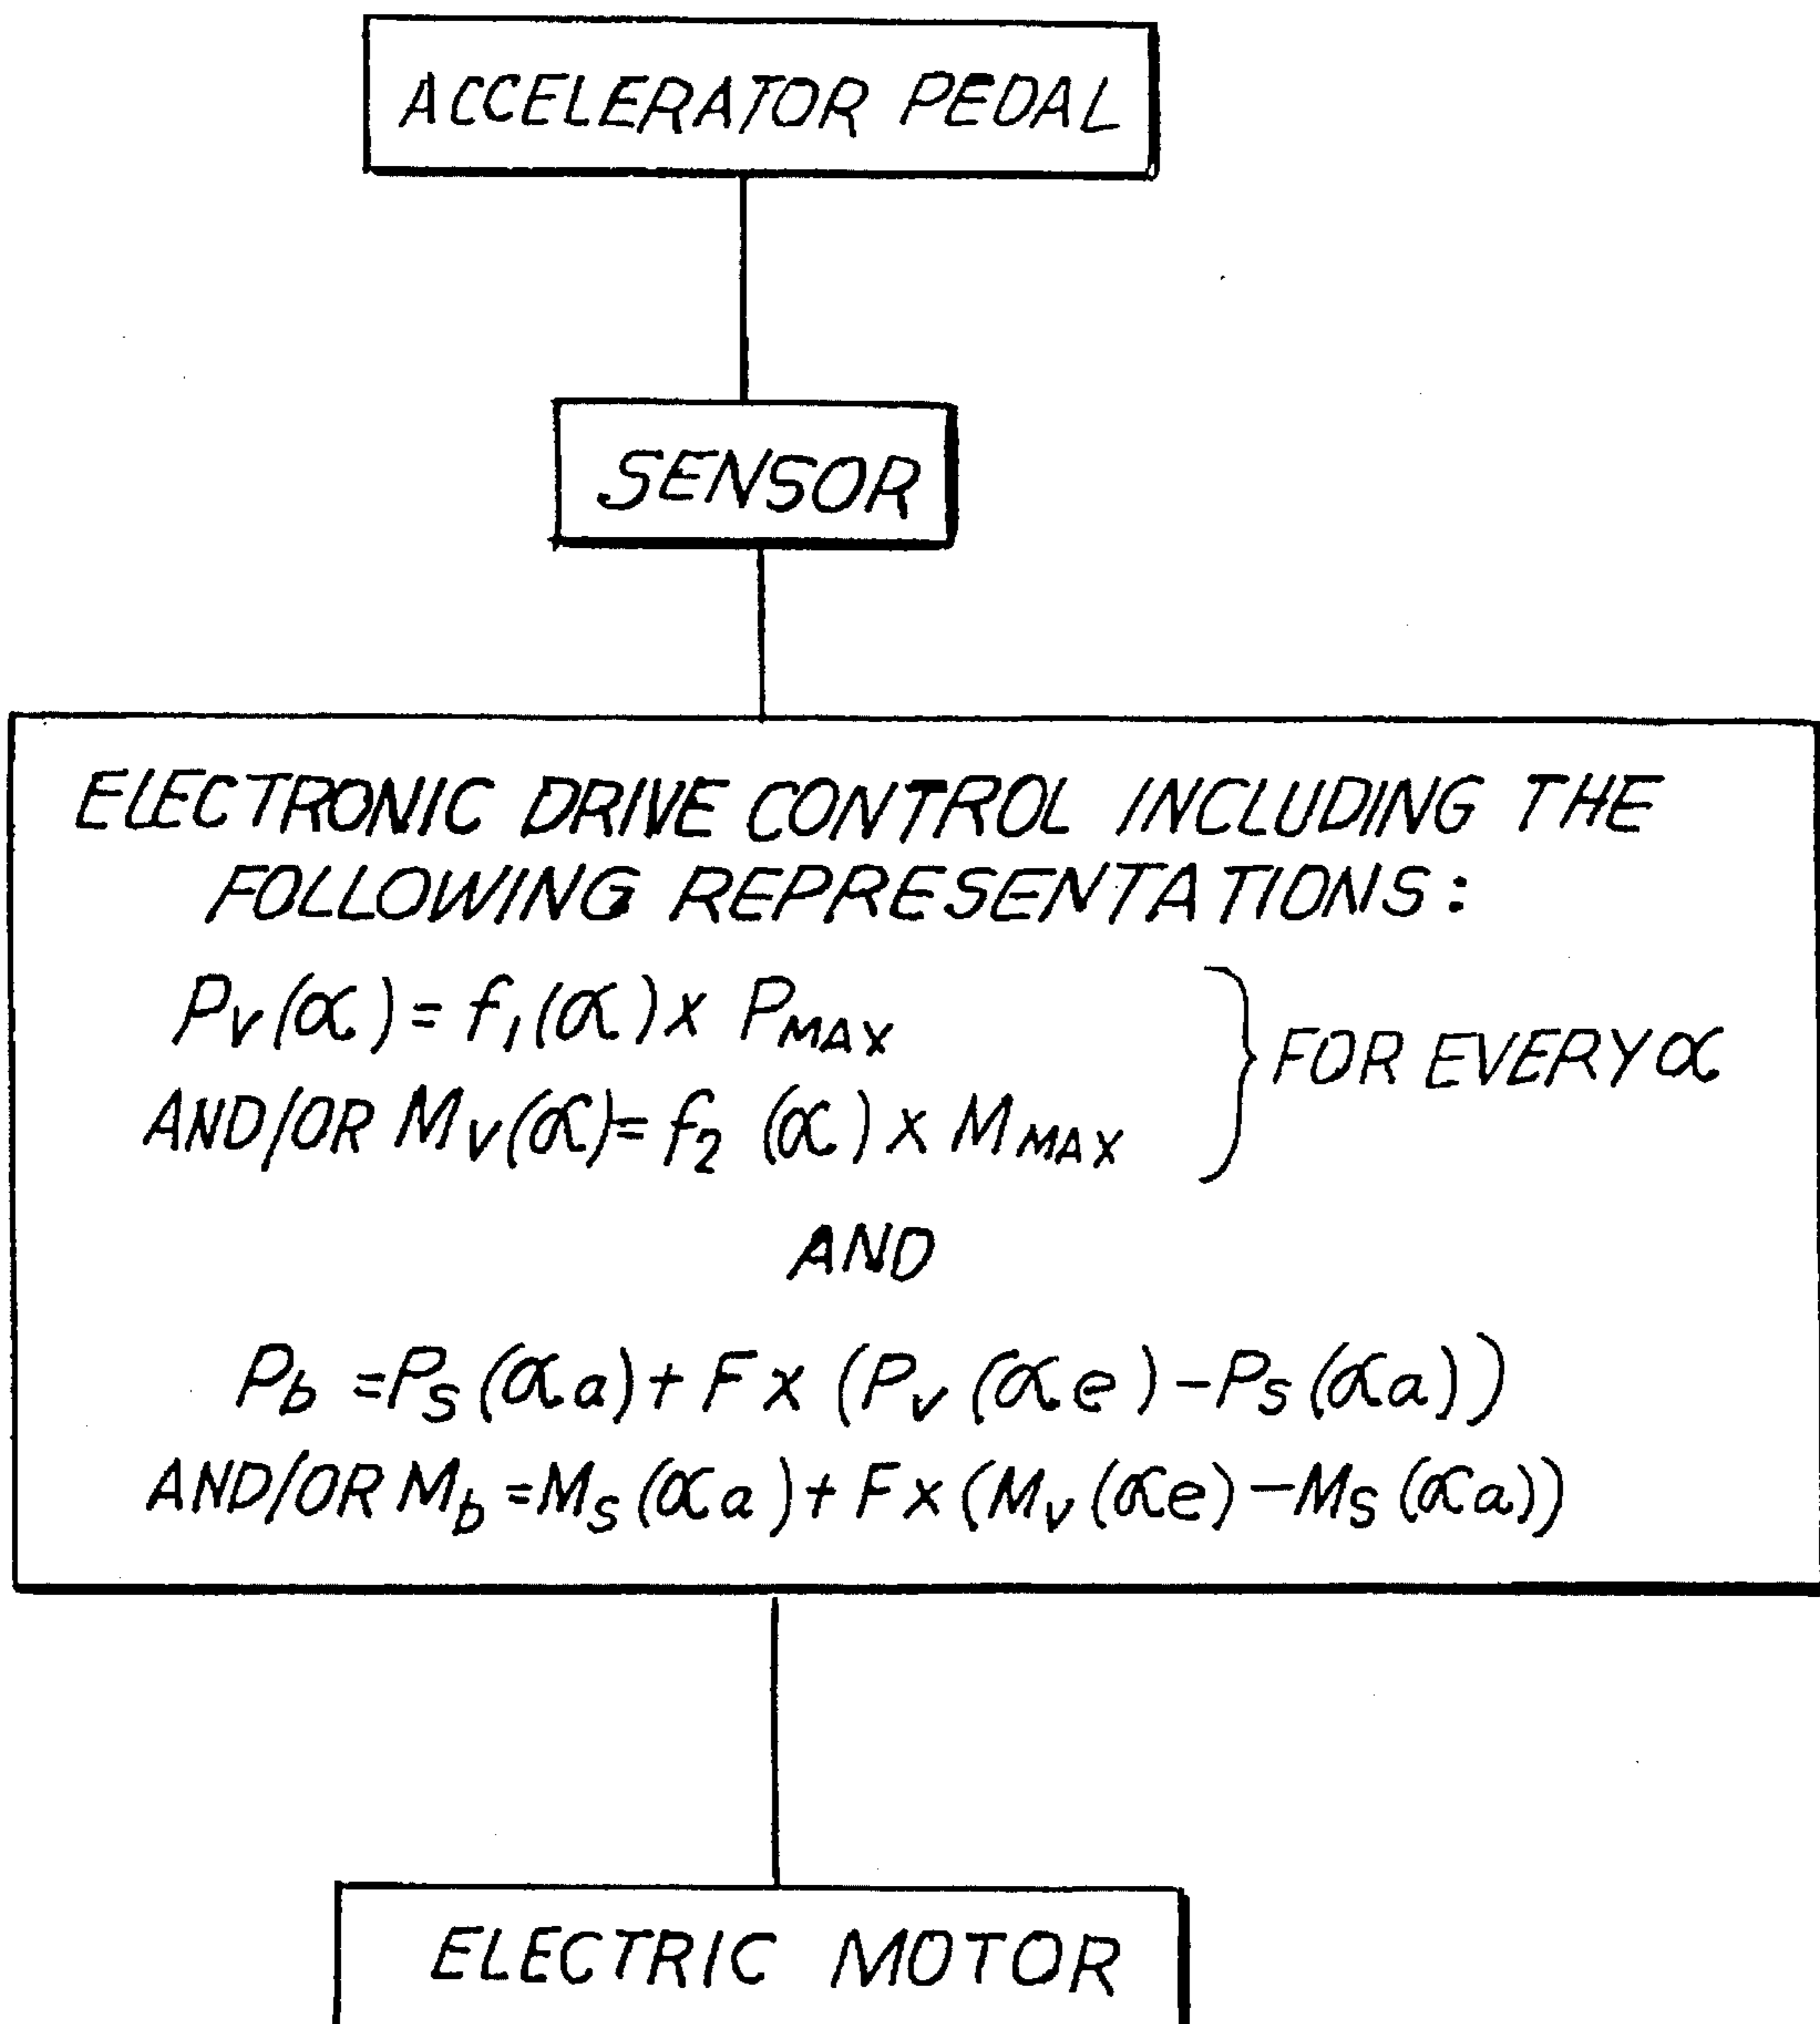 ACCELERATOR PEDAL
SENSOR
ELECTRONIC DRIVE CONTROL INCLUDING THE
FOLLOWING REPRESENTATIONS:
Pv(α) = f1(α) x PMAX
AND/OR Mv(α) = f2 (α) x MMAX
FOR EVERY α
AND
Pb = Ps(αa) + F x (Pv(αe) - Ps(αa))
AND/OR Mb = Ms(αa) + F x (Mv(αe) - Ms(αa))
ELECTRIC MOTOR